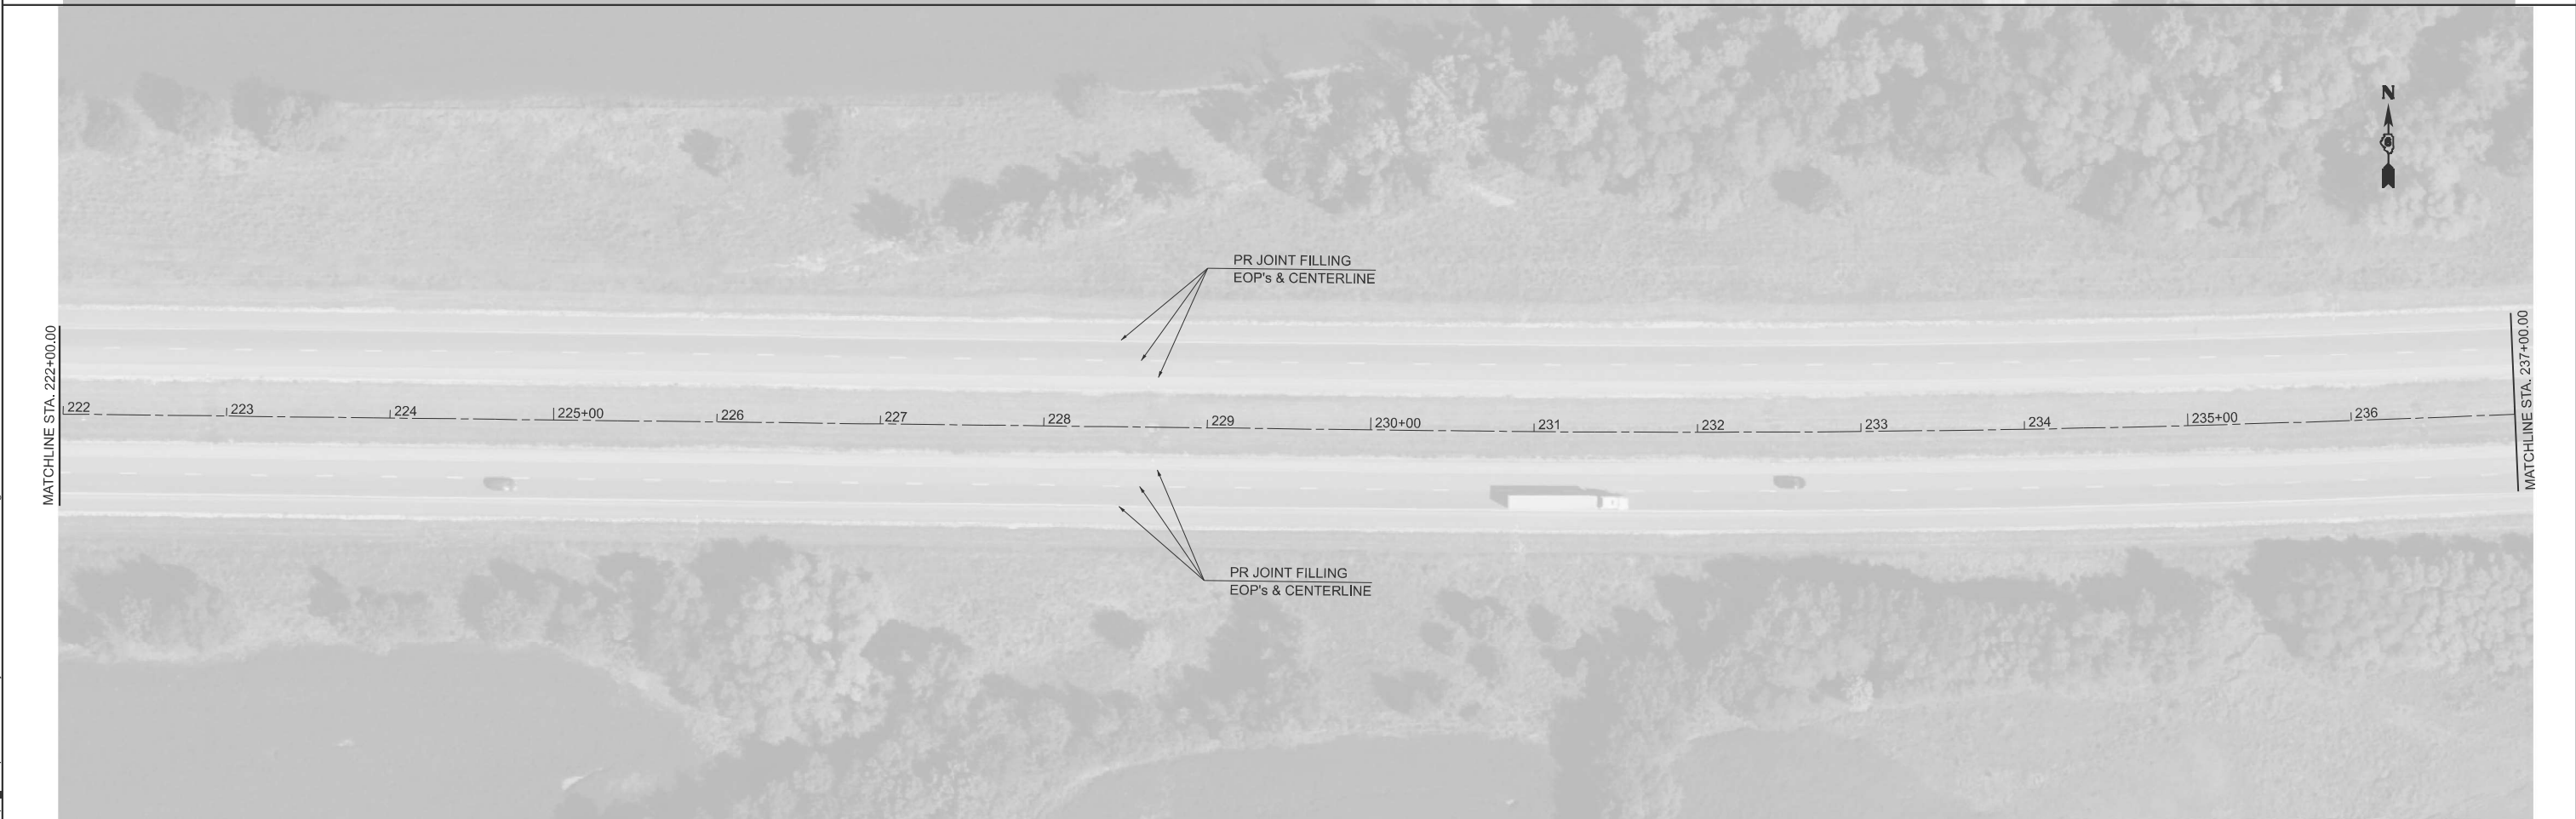 N
PR JOINT FILLING
EOP's & CENTERLINE
MATCHLINE STA. 222+00.00
222
223
224
225+00
226
227
228
229
230+00
231
232
233
234
235+00
236
MATCHLINE STA. 237+00.00
PR JOINT FILLING
EOP's & CENTERLINE